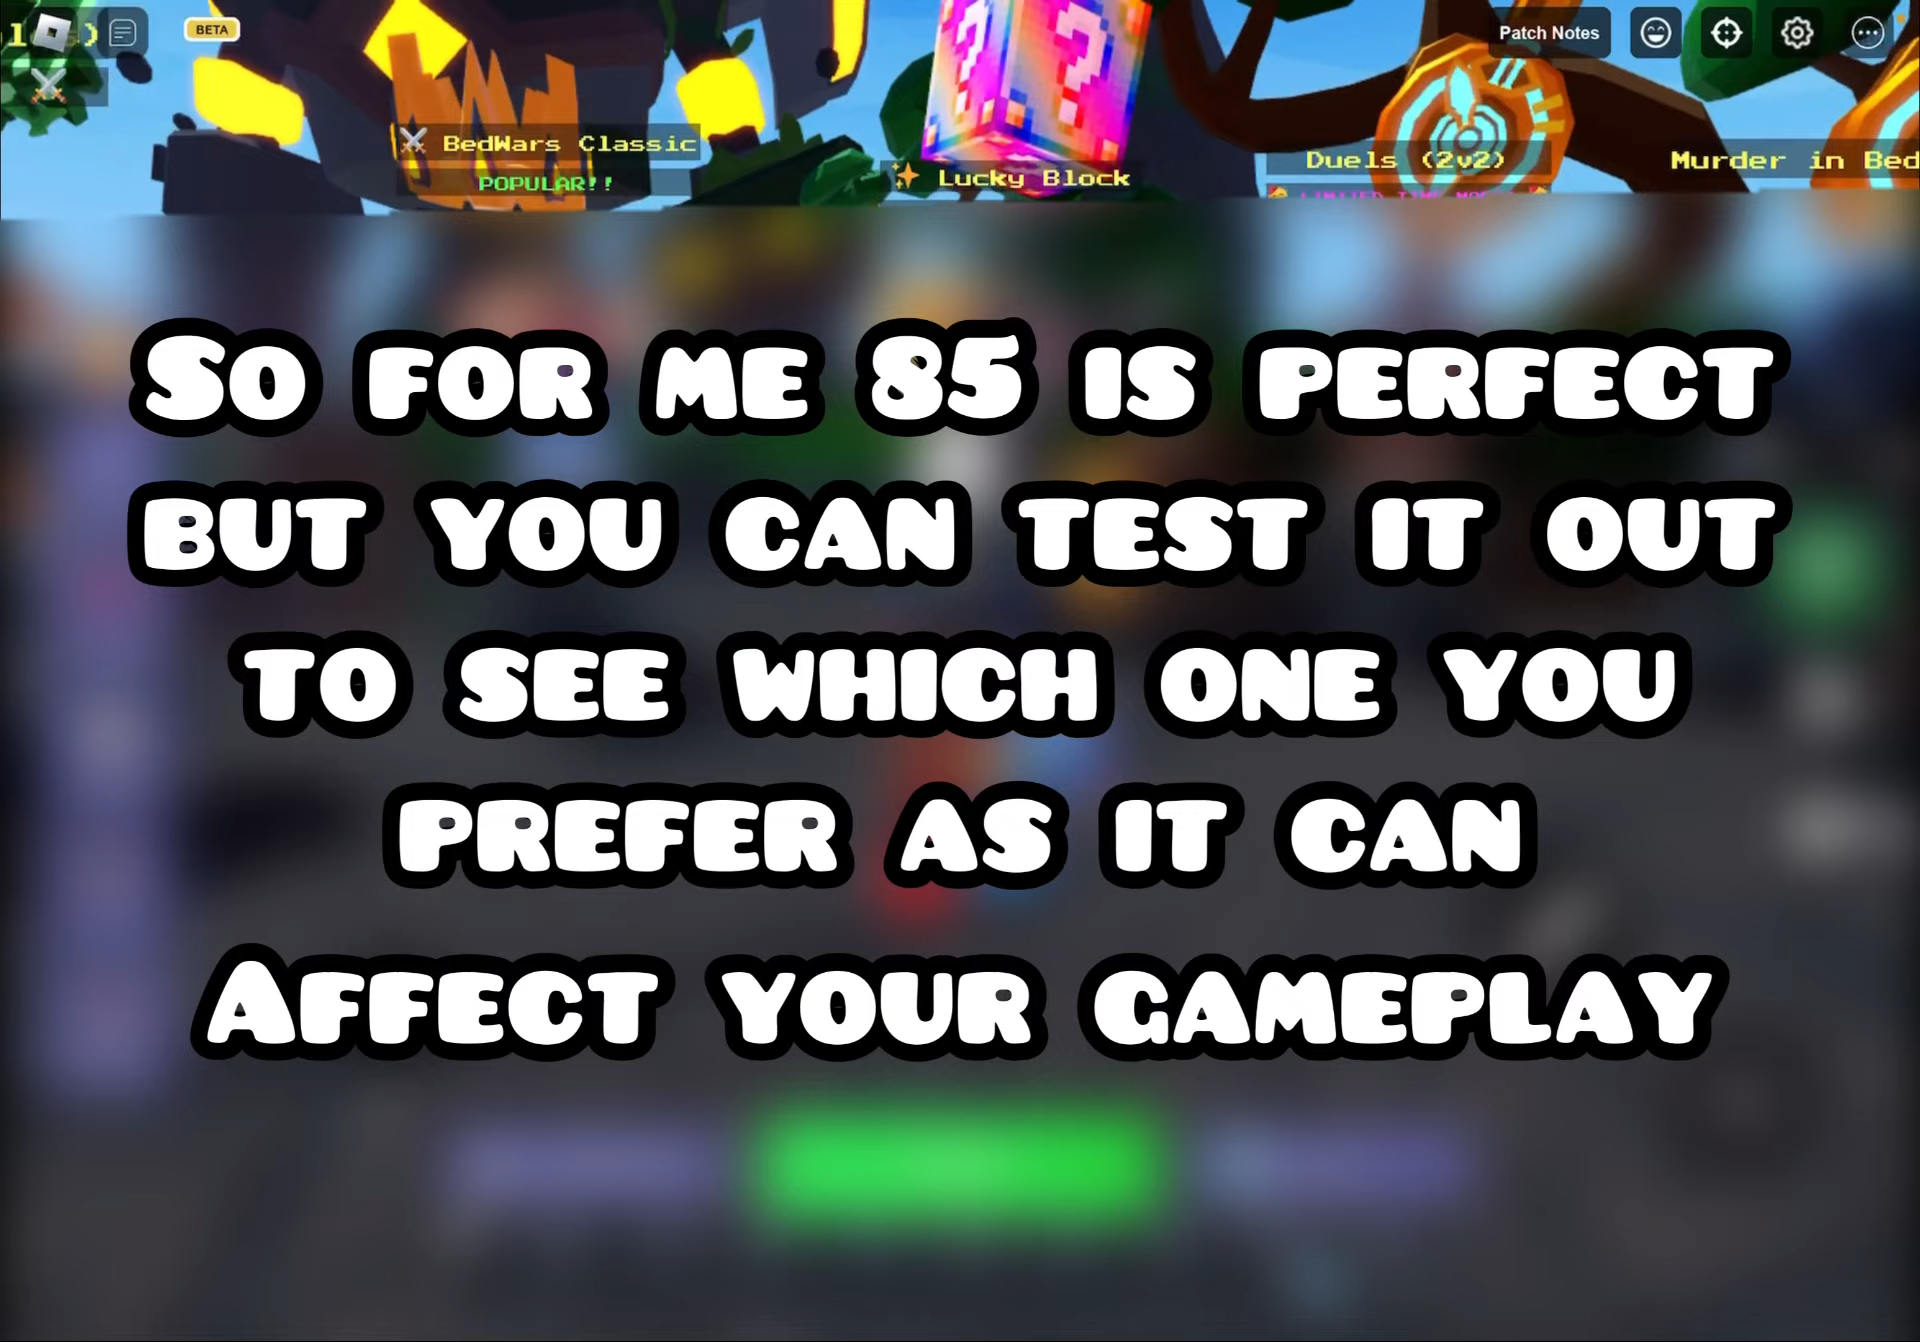 BETA
Patch Notes
BedWars Classic
POPULAR!!
Lucky Block
Duels (2v2)
Murder in Bed
So for me 85 is perfect
but you can test it out
to see which one you
prefer as it can
Affect your gameplay